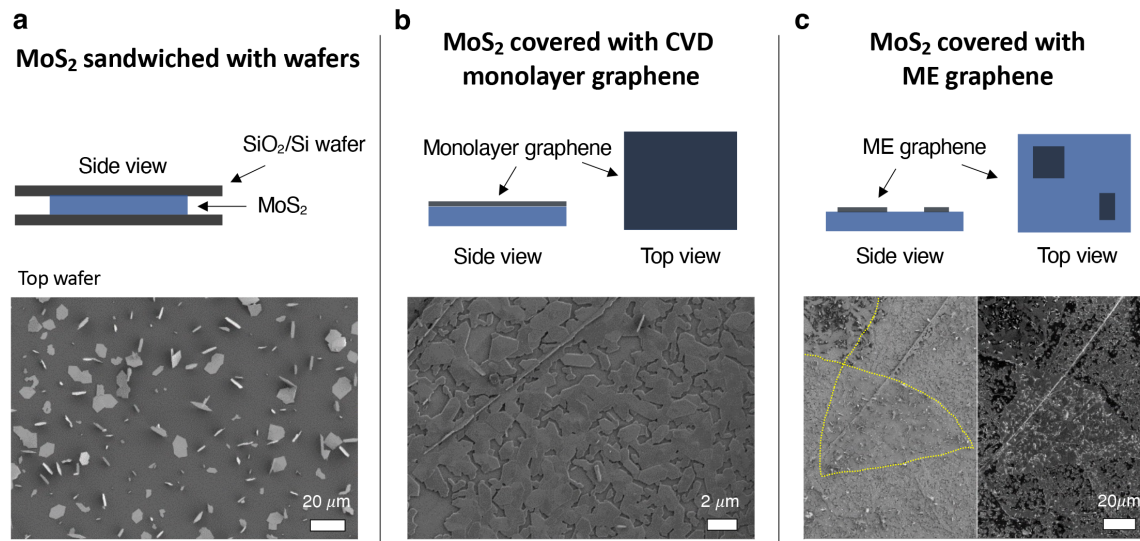 a
MoS₂ sandwiched with wafers
SiO₂/Si wafer
Side view
MoS₂
Top wafer
20 μm
b
MoS₂ covered with CVD
monolayer graphene
Monolayer graphene
Side view
Top view
2 μm
c
MoS₂ covered with
ME graphene
ME graphene
Side view
Top view
20μm